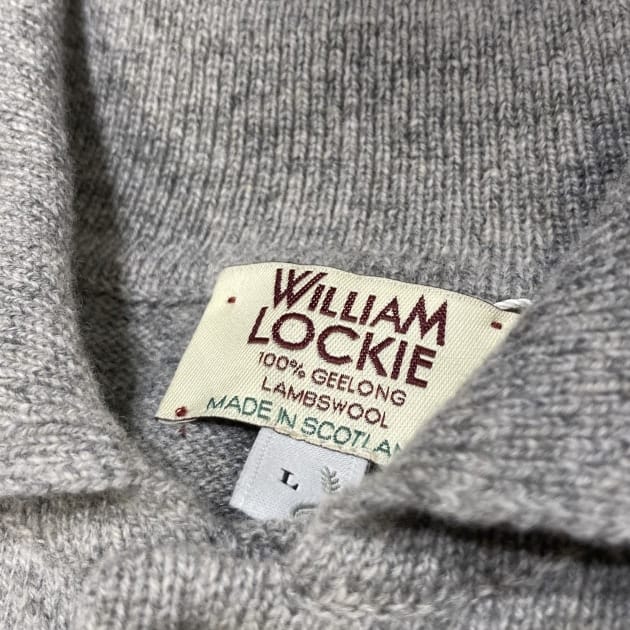 WILLIAM
LOCKIE
100% GEELONG
LAMBSWOOL
MADE IN SCOTLAN
L